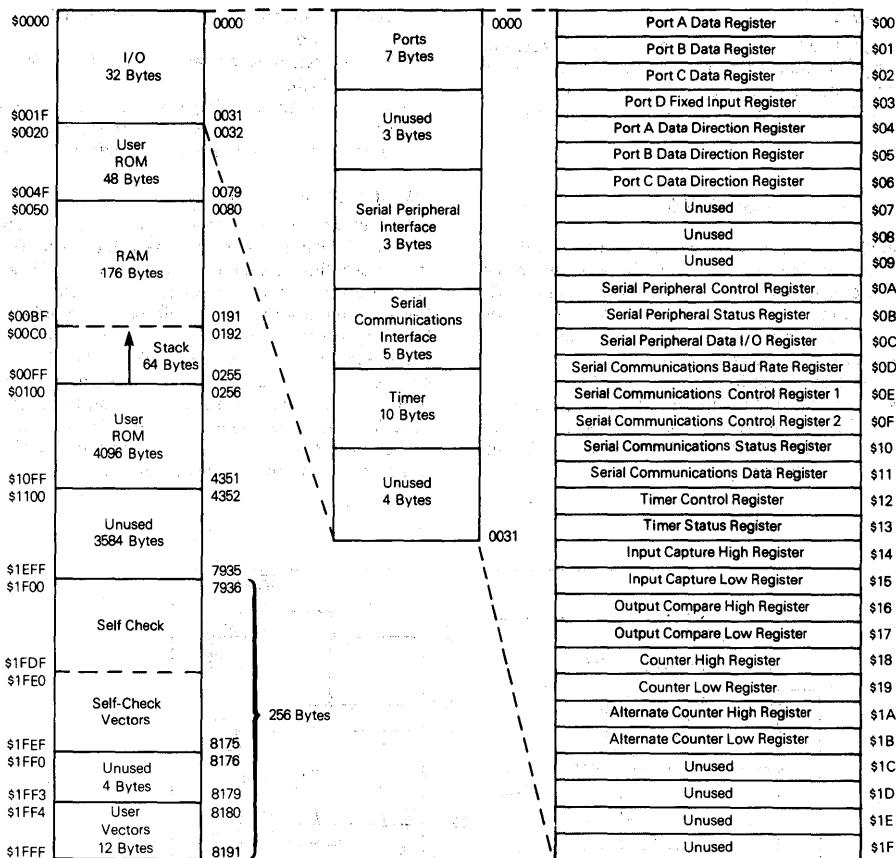 $0000
0000
I/O
32 Bytes
$001F
0031
$0020
0032
User
ROM
48 Bytes
$004F
0079
$0050
0080
RAM
176 Bytes
$00BF
0191
$00C0
0192
Stack
64 Bytes
$00FF
0255
$0100
0256
User
ROM
4096 Bytes
$10FF
4351
$1100
4352
Unused
3584 Bytes
$1EFF
7935
$1F00
7936
Self Check
$1FDF
$1FE0
Self-Check
Vectors
256 Bytes
$1FEF
8175
$1FF0
8176
Unused
4 Bytes
$1FF3
8179
$1FF4
8180
User
Vectors
12 Bytes
$1FFF
8191
0000
Ports
7 Bytes
Unused
3 Bytes
Serial Peripheral
Interface
3 Bytes
Serial
Communications
Interface
5 Bytes
Timer
10 Bytes
Unused
4 Bytes
0031
Port A Data Register $00
Port B Data Register $01
Port C Data Register $02
Port D Fixed Input Register $03
Port A Data Direction Register $04
Port B Data Direction Register $05
Port C Data Direction Register $06
Unused $07
Unused $08
Unused $09
Serial Peripheral Control Register $0A
Serial Peripheral Status Register $0B
Serial Peripheral Data I/O Register $0C
Serial Communications Baud Rate Register $0D
Serial Communications Control Register 1 $0E
Serial Communications Control Register 2 $0F
Serial Communications Status Register $10
Serial Communications Data Register $11
Timer Control Register $12
Timer Status Register $13
Input Capture High Register $14
Input Capture Low Register $15
Output Compare High Register $16
Output Compare Low Register $17
Counter High Register $18
Counter Low Register $19
Alternate Counter High Register $1A
Alternate Counter Low Register $1B
Unused $1C
Unused $1D
Unused $1E
Unused $1F